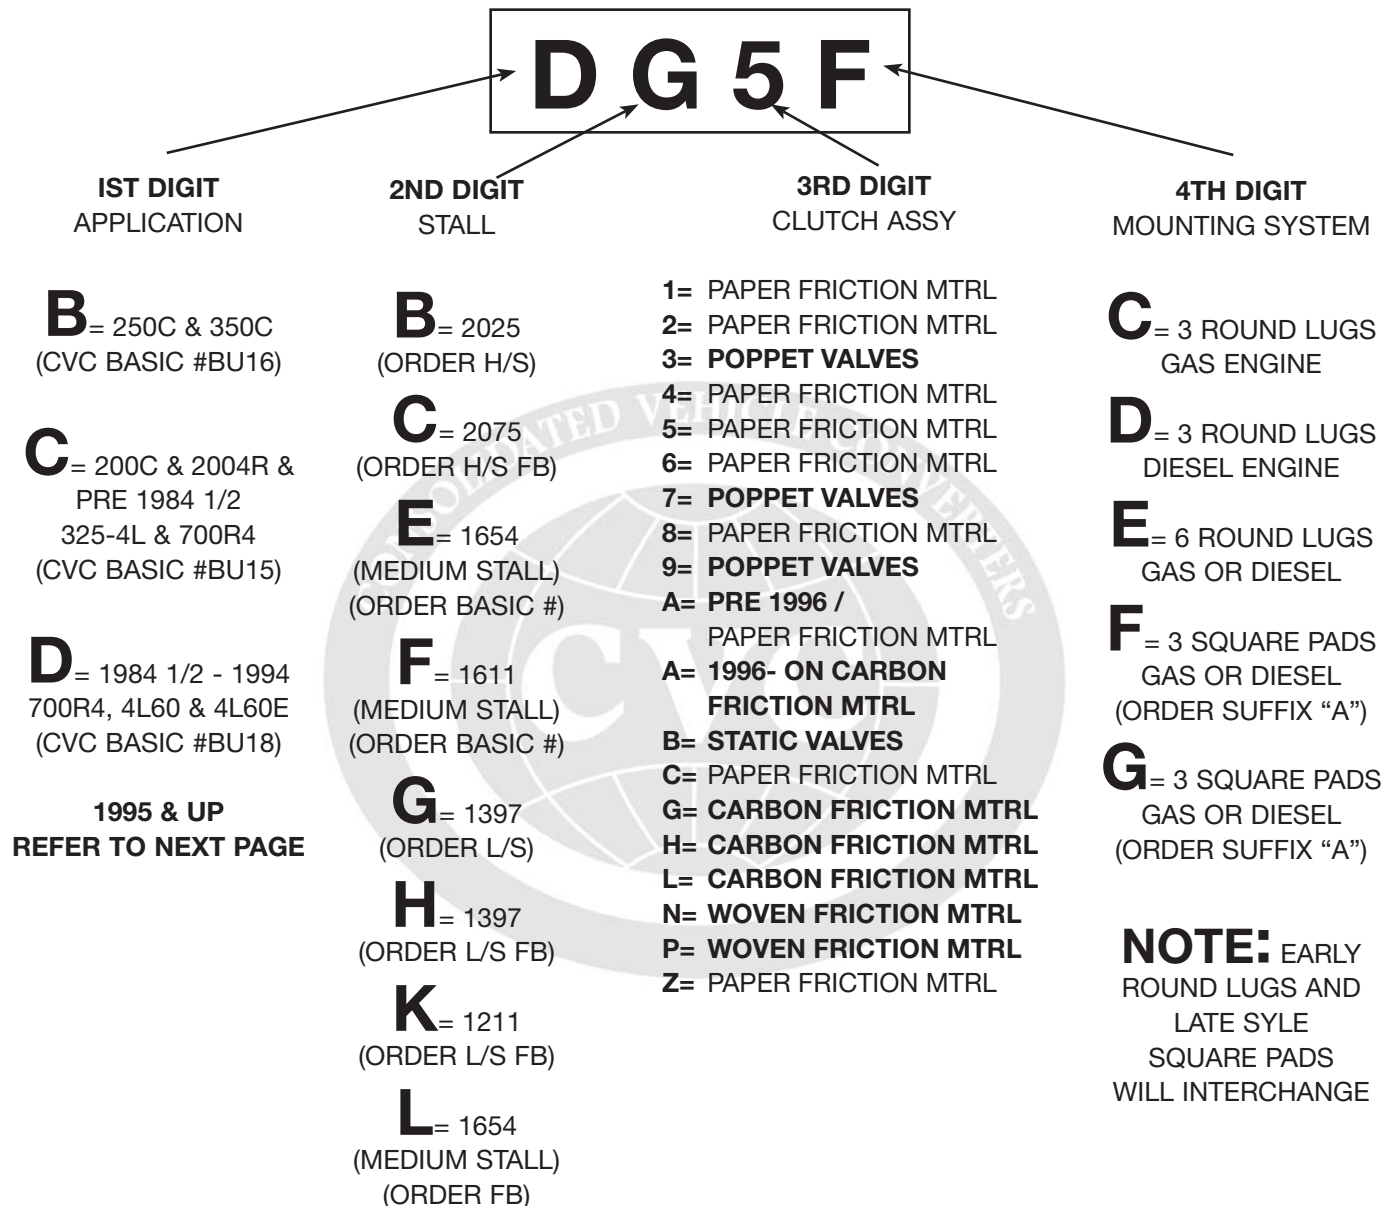 D G 5 F
IST DIGIT
APPLICATION
B= 250C & 350C
(CVC BASIC #BU16)
C= 200C & 2004R &
PRE 1984 1/2
325-4L & 700R4
(CVC BASIC #BU15)
D= 1984 1/2 - 1994
700R4, 4L60 & 4L60E
(CVC BASIC #BU18)
1995 & UP
REFER TO NEXT PAGE
2ND DIGIT
STALL
B= 2025
(ORDER H/S)
C= 2075
(ORDER H/S FB)
E= 1654
(MEDIUM STALL)
(ORDER BASIC #)
F= 1611
(MEDIUM STALL)
(ORDER BASIC #)
G= 1397
(ORDER L/S)
H= 1397
(ORDER L/S FB)
K= 1211
(ORDER L/S FB)
L= 1654
(MEDIUM STALL)
(ORDER FB)
3RD DIGIT
CLUTCH ASSY
1= PAPER FRICTION MTRL
2= PAPER FRICTION MTRL
3= POPPET VALVES
4= PAPER FRICTION MTRL
5= PAPER FRICTION MTRL
6= PAPER FRICTION MTRL
7= POPPET VALVES
8= PAPER FRICTION MTRL
9= POPPET VALVES
A= PRE 1996 /
PAPER FRICTION MTRL
A= 1996- ON CARBON
FRICTION MTRL
B= STATIC VALVES
C= PAPER FRICTION MTRL
G= CARBON FRICTION MTRL
H= CARBON FRICTION MTRL
L= CARBON FRICTION MTRL
N= WOVEN FRICTION MTRL
P= WOVEN FRICTION MTRL
Z= PAPER FRICTION MTRL
4TH DIGIT
MOUNTING SYSTEM
C= 3 ROUND LUGS
GAS ENGINE
D= 3 ROUND LUGS
DIESEL ENGINE
E= 6 ROUND LUGS
GAS OR DIESEL
F= 3 SQUARE PADS
GAS OR DIESEL
(ORDER SUFFIX “A”)
G= 3 SQUARE PADS
GAS OR DIESEL
(ORDER SUFFIX “A”)
NOTE: EARLY
ROUND LUGS AND
LATE SYLE
SQUARE PADS
WILL INTERCHANGE
CONSOLIDATED VEHICLE CONVERTERS
CVC